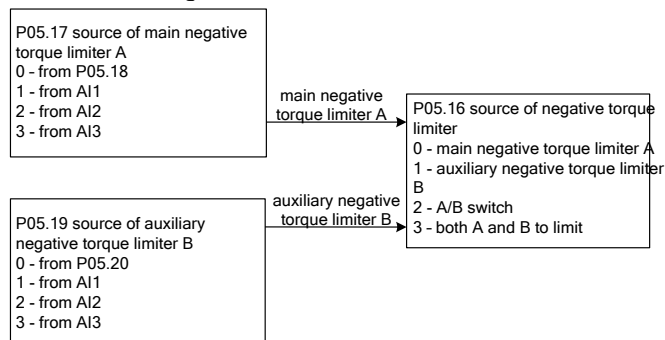 P05.17 source of main negative
torque limiter A
0 - from P05.18
1 - from AI1
2 - from AI2
3 - from AI3
main negative
torque limiter A
P05.16 source of negative torque
limiter
0 - main negative torque limiter A
1 - auxiliary negative torque limiter
B
2 - A/B switch
3 - both A and B to limit
P05.19 source of auxiliary
negative torque limiter B
0 - from P05.20
1 - from AI1
2 - from AI2
3 - from AI3
auxiliary negative
torque limiter B